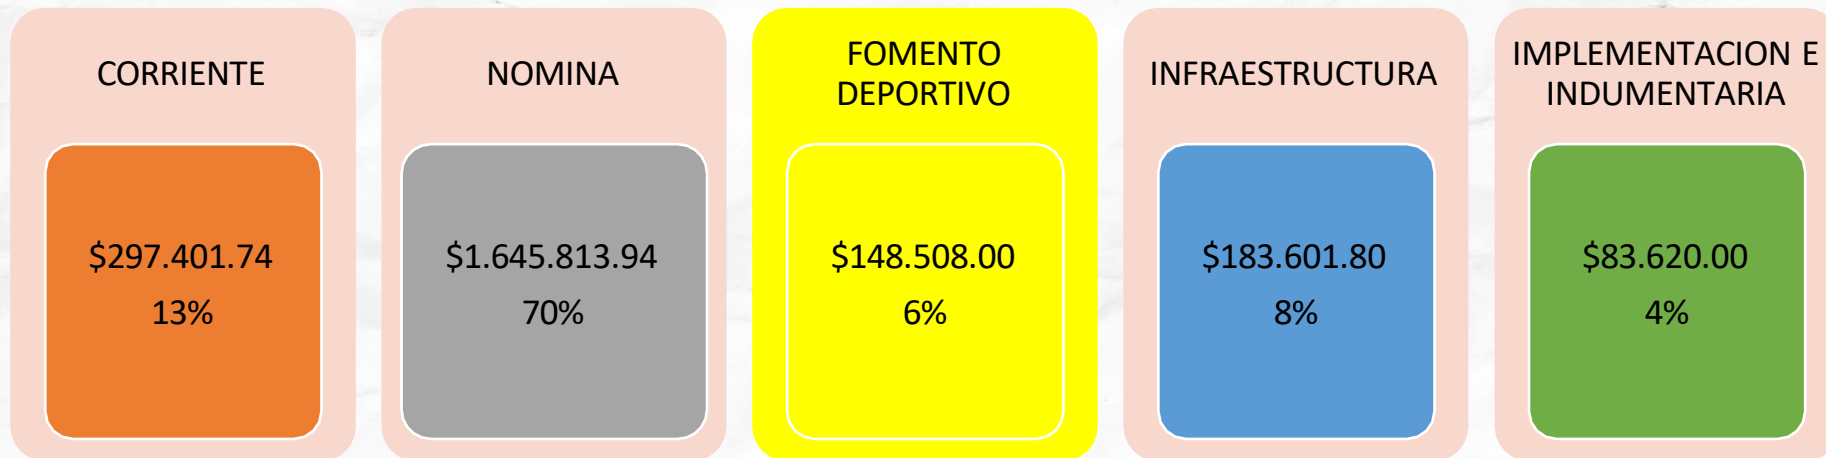 CORRIENTE
$297.401.74
13%
NOMINA
$1.645.813.94
70%
FOMENTO
DEPORTIVO
$148.508.00
6%
INFRAESTRUCTURA
$183.601.80
8%
IMPLEMENTACION E
INDUMENTARIA
$83.620.00
4%